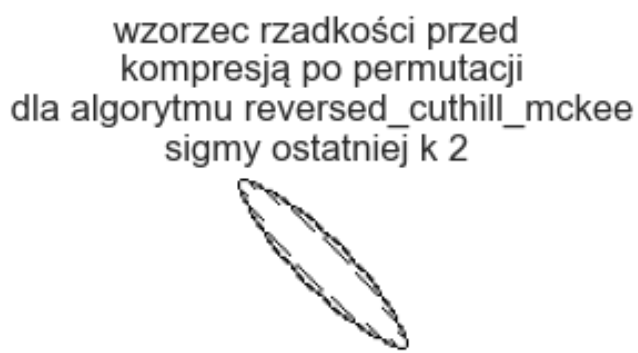 wzorzec rzadkości przed
kompresją po permutacji
dla algorytmu reversed_cuthill_mckee
sigmy ostatniej k 2